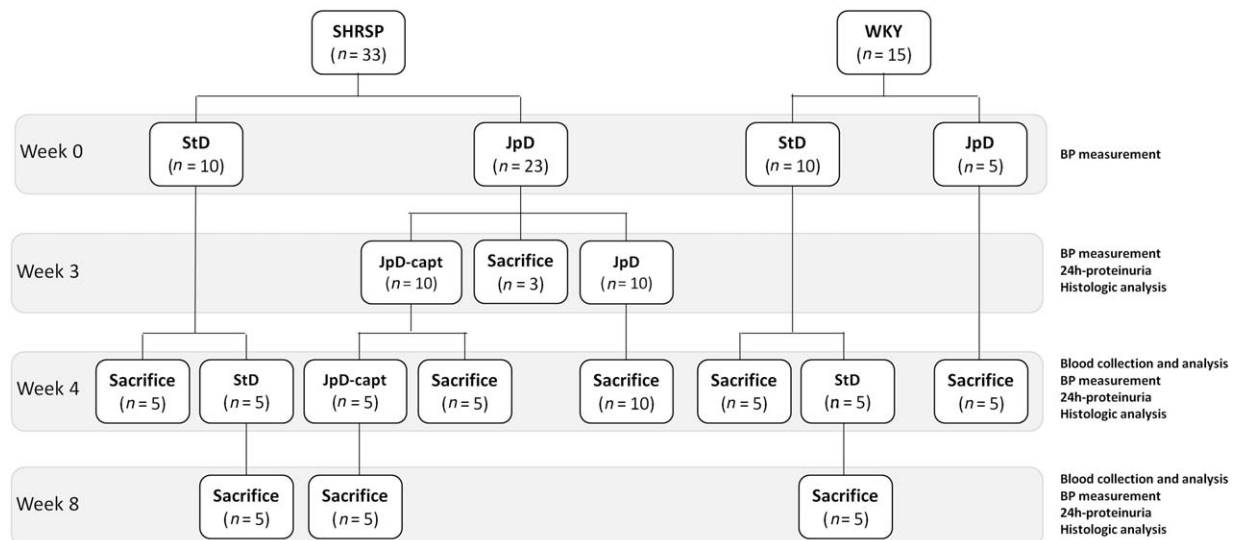 SHRSP
(n = 33)
WKY
(n = 15)
Week 0
StD
(n = 10)
JpD
(n = 23)
StD
(n = 10)
JpD
(n = 5)
BP measurement
Week 3
JpD-capt
(n = 10)
Sacrifice
(n = 3)
JpD
(n = 10)
BP measurement
24h-proteinuria
Histologic analysis
Week 4
Sacrifice
(n = 5)
StD
(n = 5)
JpD-capt
(n = 5)
Sacrifice
(n = 5)
Sacrifice
(n = 10)
Sacrifice
(n = 5)
StD
(n = 5)
Sacrifice
(n = 5)
Blood collection and analysis
BP measurement
24h-proteinuria
Histologic analysis
Week 8
Sacrifice
(n = 5)
Sacrifice
(n = 5)
Sacrifice
(n = 5)
Blood collection and analysis
BP measurement
24h-proteinuria
Histologic analysis